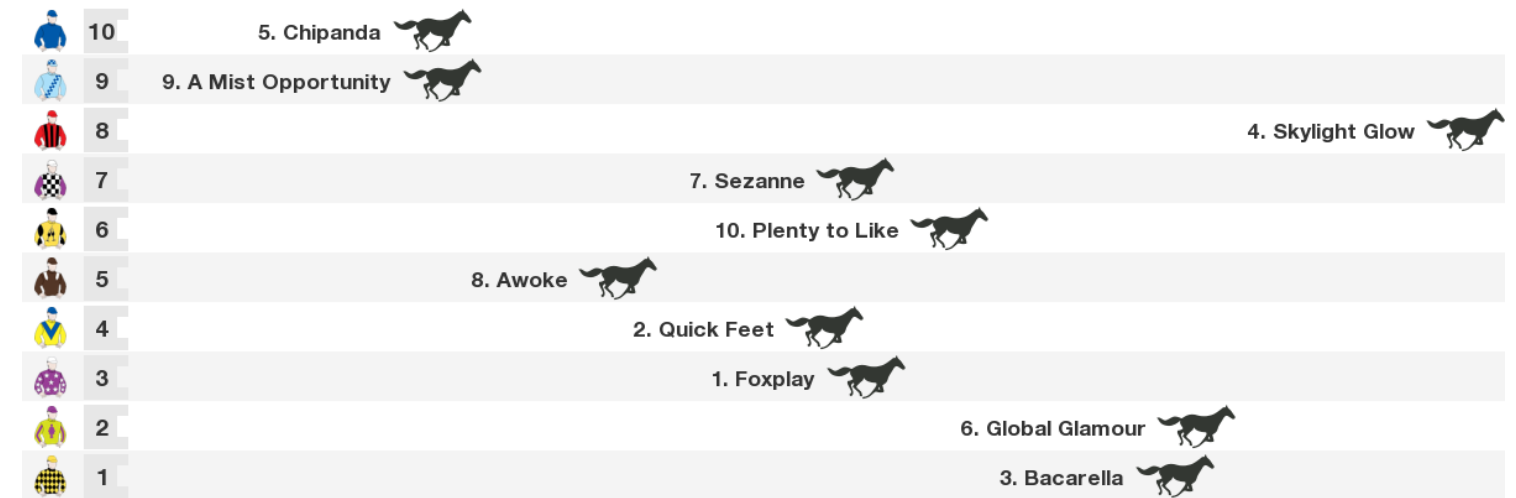 10 5. Chipanda
9 9. A Mist Opportunity
8 4. Skylight Glow
7 7. Sezanne
6 10. Plenty to Like
5 8. Awoke
4 2. Quick Feet
3 1. Foxplay
2 6. Global Glamour
1 3. Bacarella